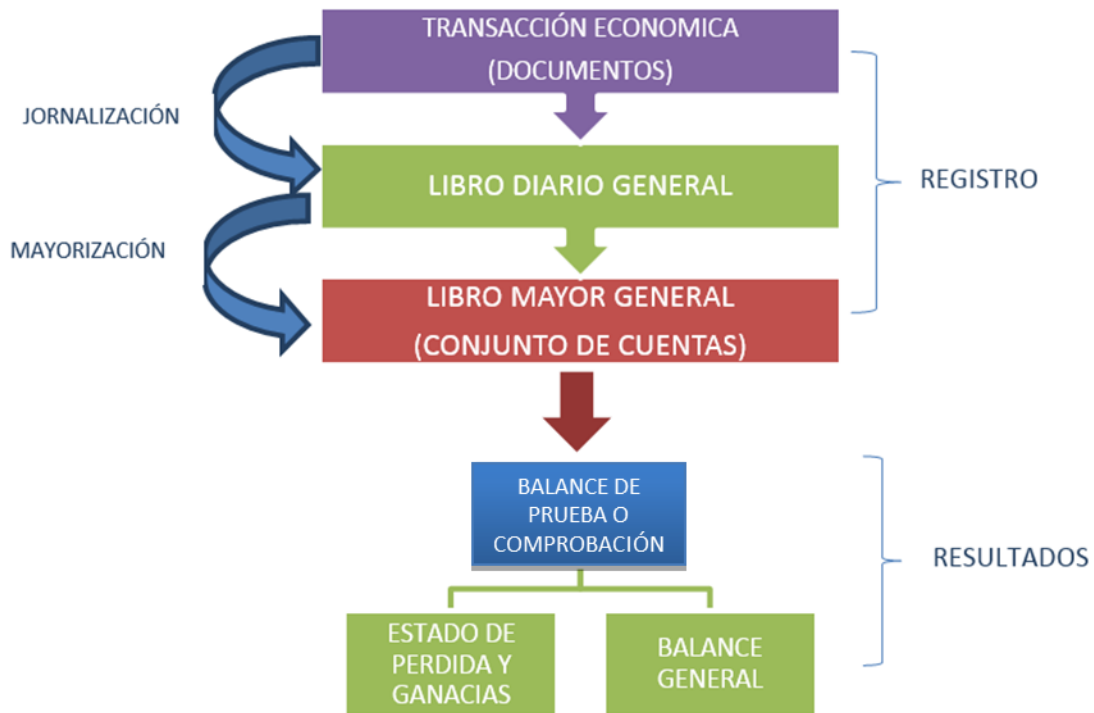 TRANSACCIÓN ECONOMICA
(DOCUMENTOS)
JORNALIZACIÓN
LIBRO DIARIO GENERAL
REGISTRO
MAYORIZACIÓN
LIBRO MAYOR GENERAL
(CONJUNTO DE CUENTAS)
BALANCE DE
PRUEBA O
COMPROBACIÓN
RESULTADOS
ESTADO DE
PERDIDA Y
GANACIAS
BALANCE
GENERAL